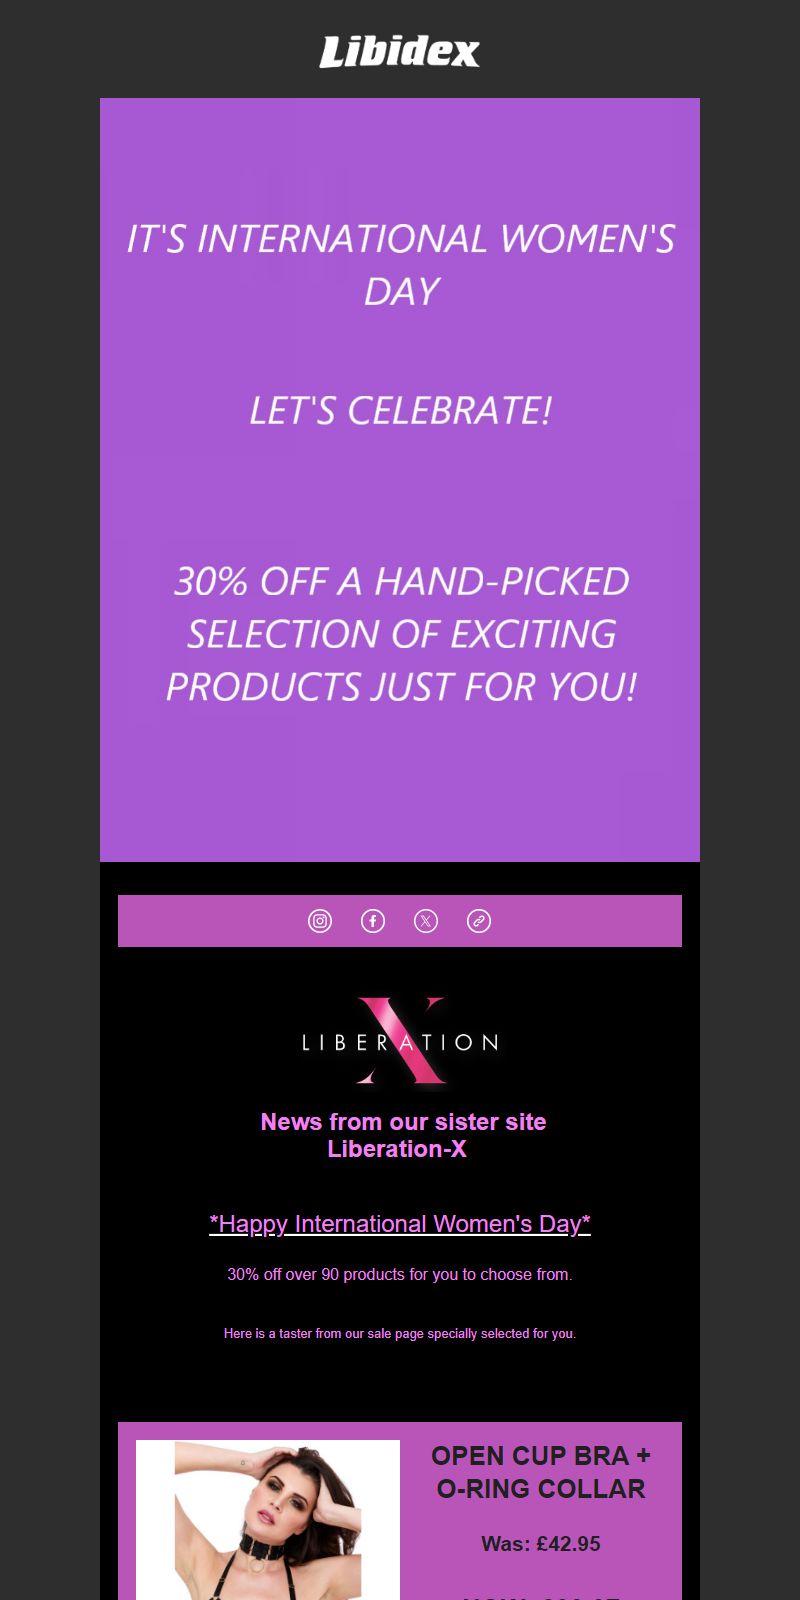 Libidex
IT'S INTERNATIONAL WOMEN'S
DAY
LET'S CELEBRATE!
30% OFF A HAND-PICKED
SELECTION OF EXCITING
PRODUCTS JUST FOR YOU!
LIBERATION
X
News from our sister site
Liberation-X
*Happy International Women's Day*
30% off over 90 products for you to choose from.
Here is a taster from our sale page specially selected for you.
OPEN CUP BRA +
O-RING COLLAR
Was: £42.95